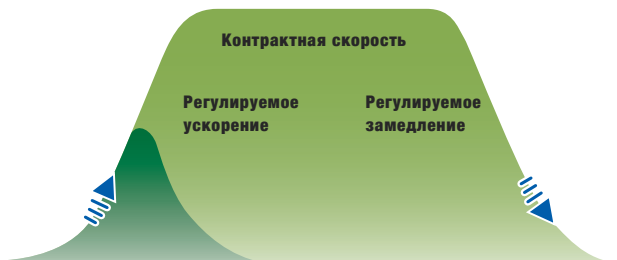 Контрактная скорость
Регулируемое
ускорение
Регулируемое
замедление